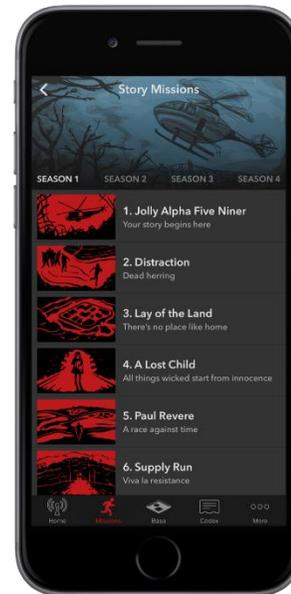 Story Missions
SEASON 1 SEASON 2 SEASON 3 SEASON 4
1. Jolly Alpha Five Niner
Your story begins here
2. Distraction
Dead herring
3. Lay of the Land
There's no place like home
4. A Lost Child
All things wicked start from innocence
5. Paul Revere
A race against time
6. Supply Run
Viva la resistance
Home Missions Base Codex More